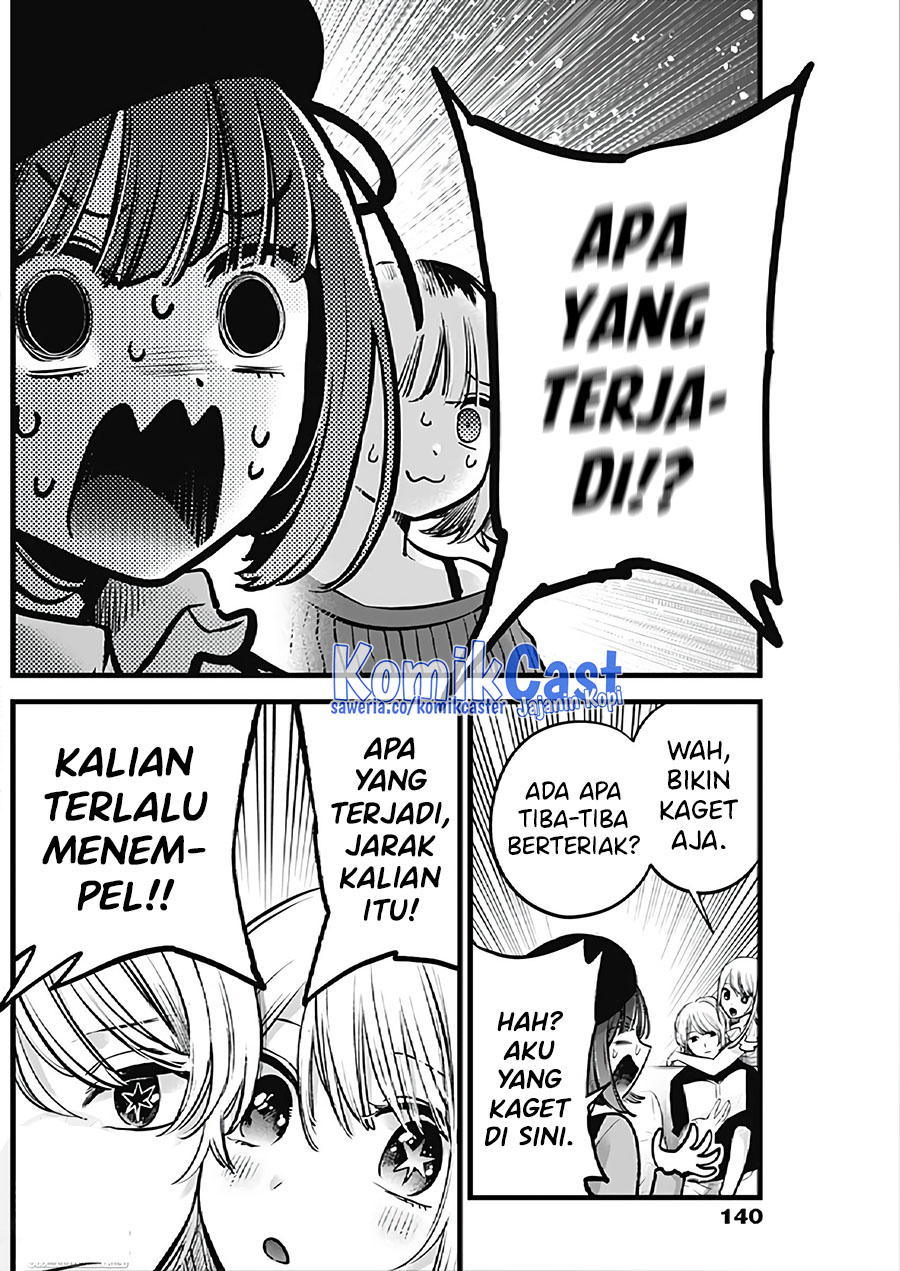 APA
YANG
TERJA-
DI!?
KomikCast
saweria.co/komikcaster Jajanin Kopi
WAH,
BIKIN
KAGET
AJA.
ADA APA
TIBA-TIBA
BERTERIAK?
HAH?
AKU
YANG
KAGET
DI SINI.
APA
YANG
TERJADI,
JARAK
KALIAN
ITU!
KALIAN
TERLALU
MENEM-
PEL!!
140